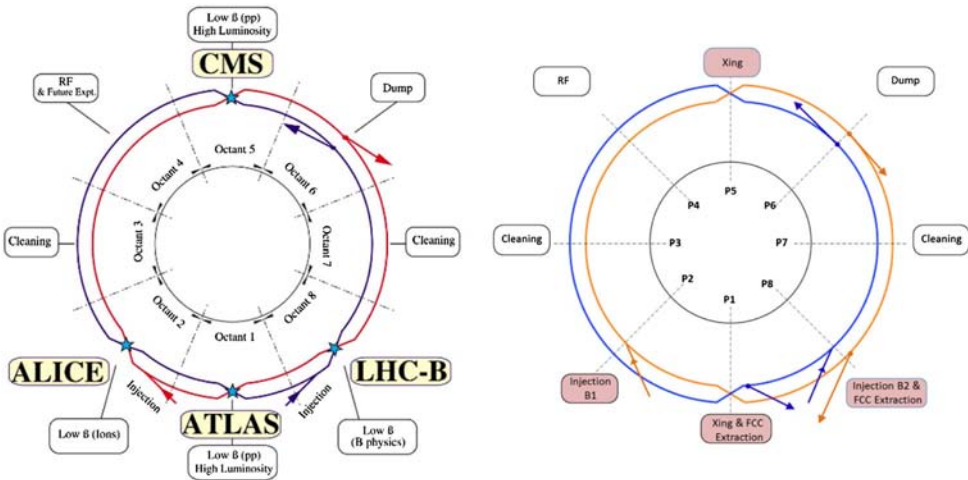 Low ß (pp)
High Luminosity
CMS
RF
& Future Expt.
Dump
Octant 5
Octant 4
Octant 6
Cleaning
Octant 3
Octant 7
Cleaning
Octant 2
Octant 8
Octant 1
ALICE
LHC-B
Injection
Injection
ATLAS
Low ß (Ions)
Low ß
(B physics)
Low ß (pp)
High Luminosity
Xing
RF
Dump
P5
P4
P6
Cleaning
P3
P7
Cleaning
P2
P8
P1
Injection
B1
Injection B2 &
FCC Extraction
Xing & FCC
Extraction